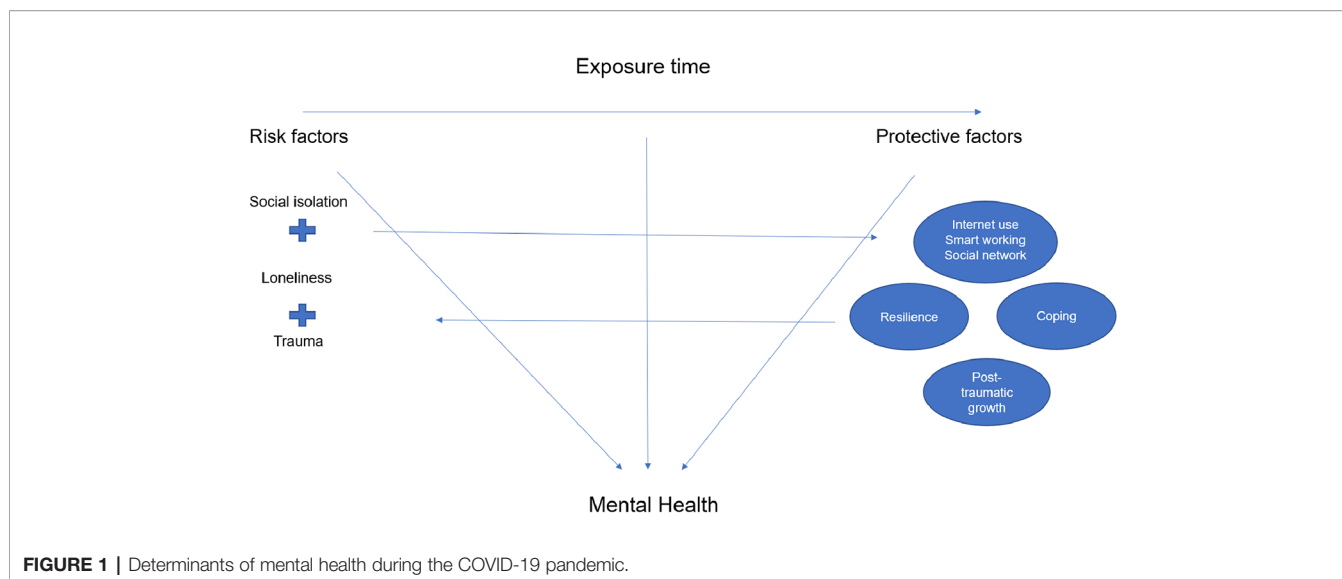 Exposure time
Risk factors
Protective factors
Social isolation
Loneliness
Trauma
Internet use
Smart working
Social network
Resilience
Coping
Post-
traumatic
growth
Mental Health
FIGURE 1 | Determinants of mental health during the COVID-19 pandemic.